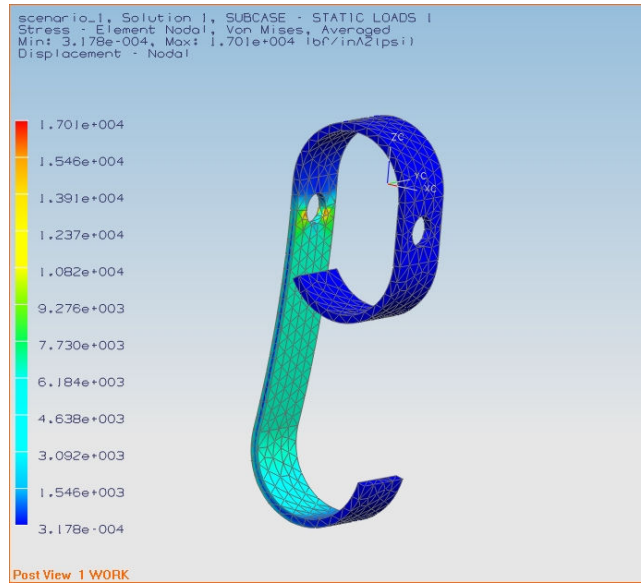 scenario_1, Solution 1, SUBCASE - STATIC LOADS 1
Stress - Element Nodal, Von Mises, Averaged
Min: 3.178e-004, Max: 1.701e+004 lbf/in^2(psi)
Displacement - Nodal
1.701e+004
1.546e+004
1.391e+004
1.237e+004
1.082e+004
9.276e+003
7.730e+003
6.184e+003
4.638e+003
3.092e+003
1.546e+003
3.178e-004
ZC
YC
XC
Post View 1 WORK